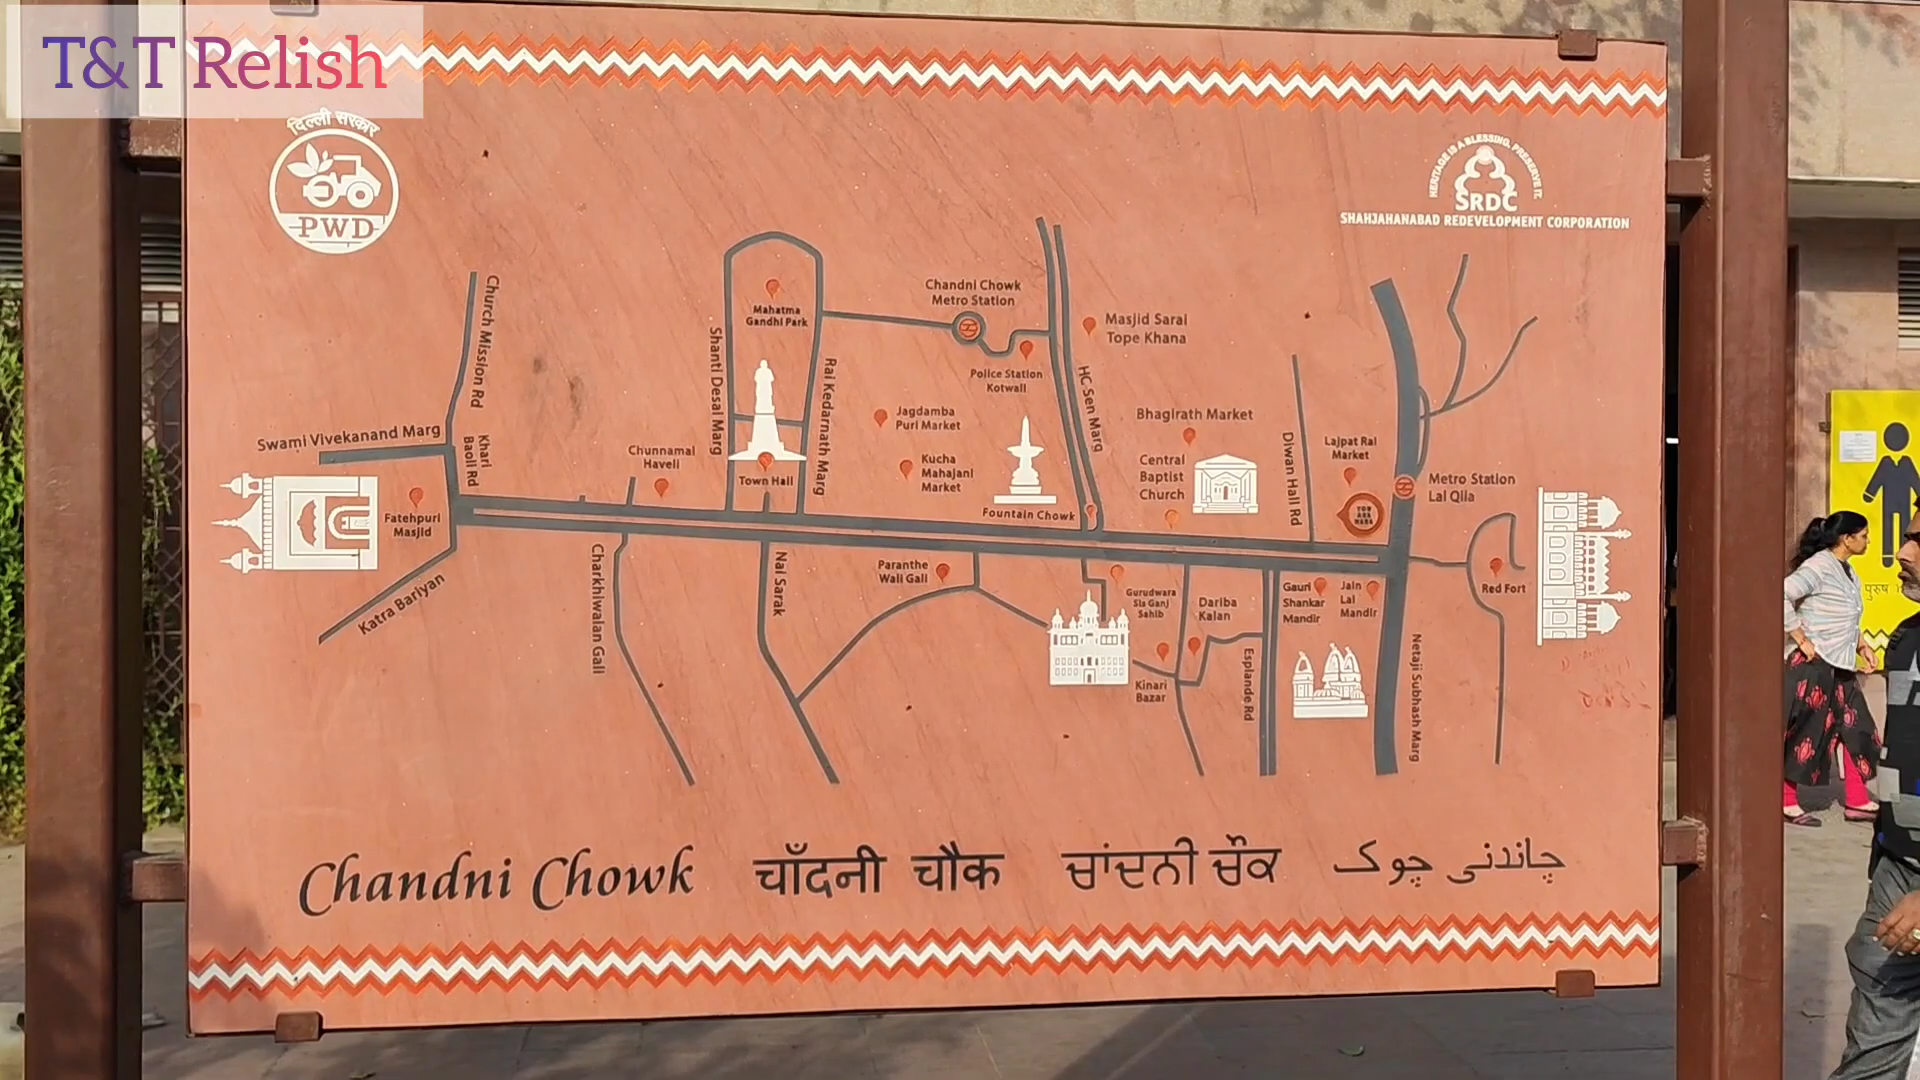 T&T Relish
दिल्ली सरकार
PWD
HERITAGE IS A BLESSING, PRESERVE IT.
SRDC
SHAHJAHANABAD REDEVELOPMENT CORPORATION
Church Mission Rd
Swami Vivekanand Marg
Khari
Baoli Rd
Fatehpuri
Masjid
Katra Bariyan
Chunnamal
Haveli
Charkhiwalan Gali
Shanti Desai Marg
Mahatma
Gandhi Park
Town Hall
Rai Kedarnath Marg
Nai Sarak
Chandni Chowk
Metro Station
Police Station
Kotwali
Jagdamba
Puri Market
Kucha
Mahajani
Market
Fountain Chowk
Paranthe
Wali Gali
Masjid Sarai
Tope Khana
HC Sen Marg
Bhagirath Market
Central
Baptist
Church
Gurudwara
Sis Ganj
Sahib
Kinari
Bazar
Dariba
Kalan
Esplande Rd
Diwan Hall Rd
Lajpat Rai
Market
YOU
ARE
HERE
Metro Station
Lal Qila
Gauri
Shankar
Mandir
Jain
Lal
Mandir
Netaji Subhash Marg
Red Fort
Chandni Chowk चाँदनी चौक ਚਾਂਦਨੀ ਚੌਕ چاندنی چوک
पुरुष